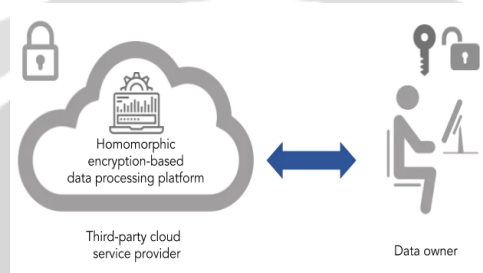 Homomorphic
encryption-based
data processing platform
Third-party cloud
service provider
Data owner